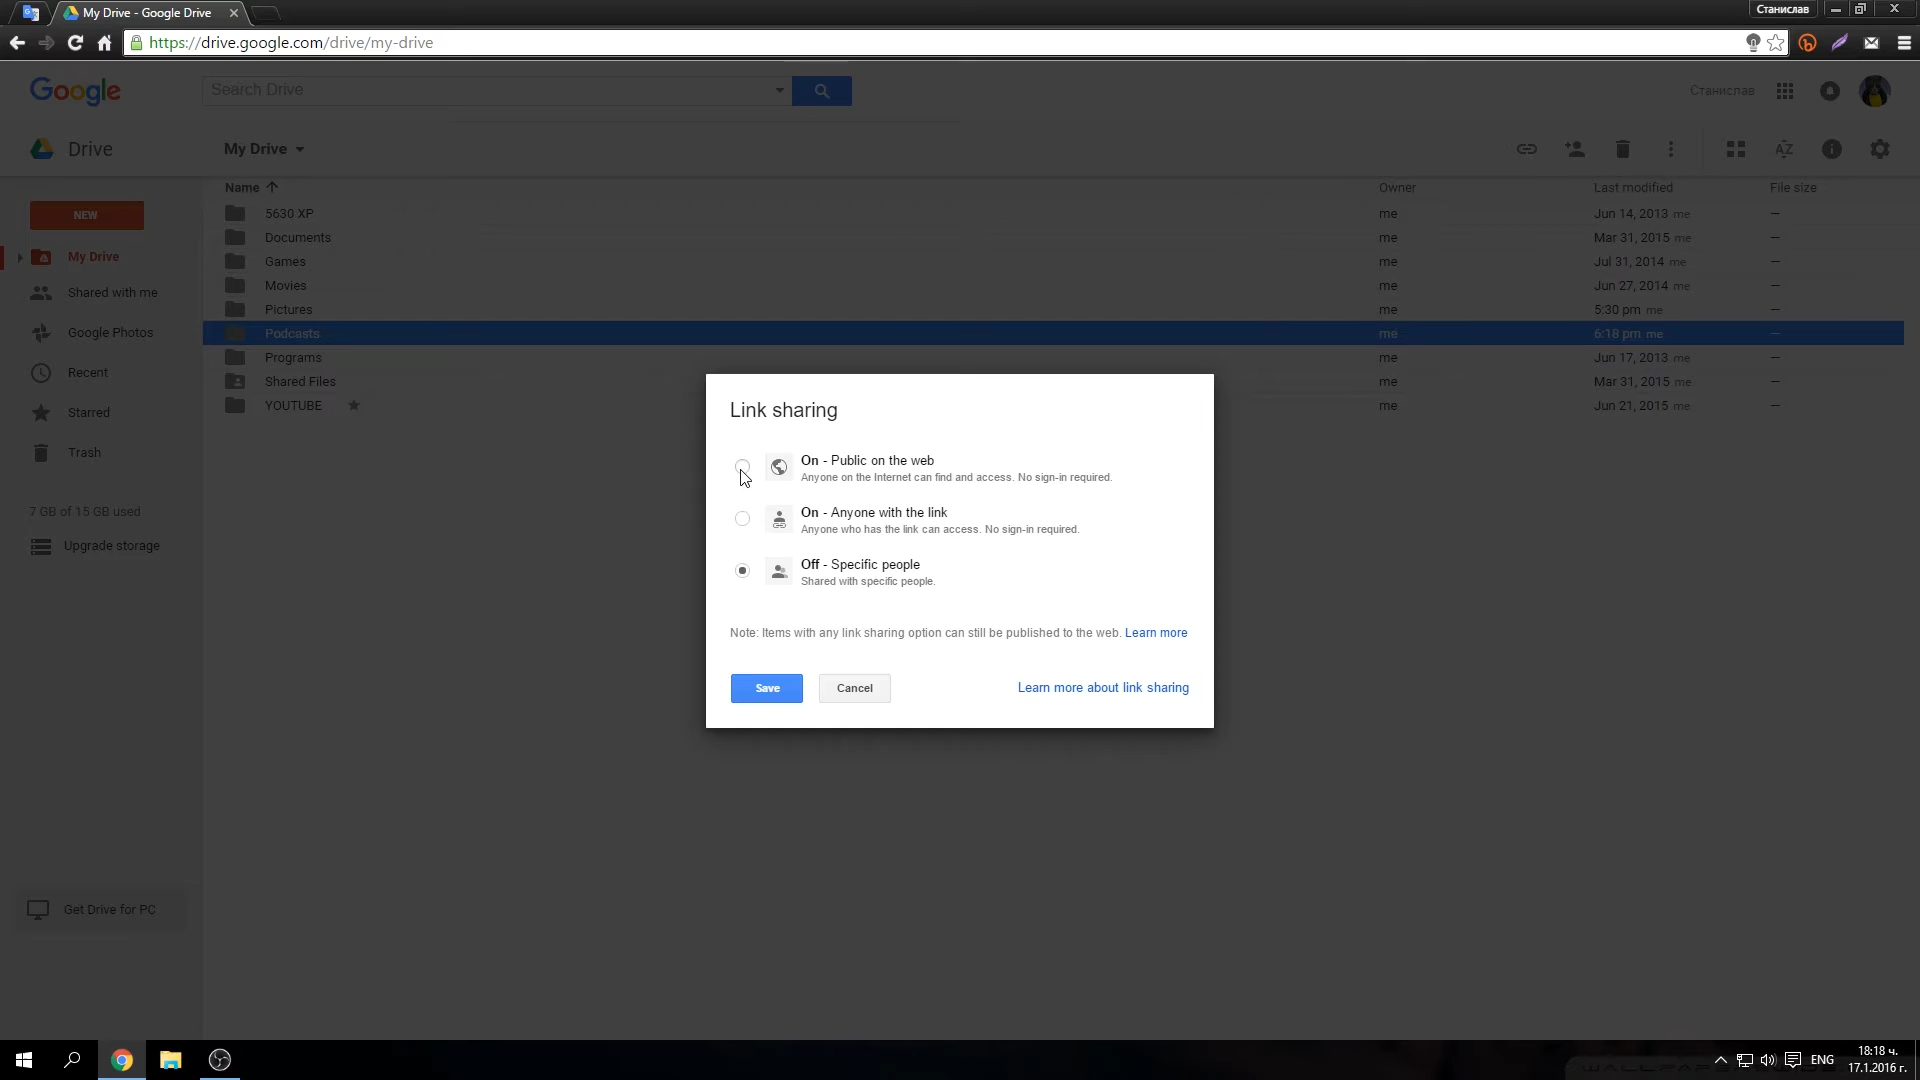 My Drive - Google Drive
Станислав
https://drive.google.com/drive/my-drive
Google
Search Drive
Станислав
Drive
My Drive
Name
Owner
Last modified
File size
NEW
My Drive
Shared with me
Google Photos
Recent
Starred
Trash
7 GB of 15 GB used
Upgrade storage
Get Drive for PC
5630 XP me Jun 14, 2013 me —
Documents me Mar 31, 2015 me —
Games me Jul 31, 2014 me —
Movies me Jun 27, 2014 me —
Pictures me 5:30 pm me —
Podcasts me 6:18 pm me —
Programs me Jun 17, 2013 me —
Shared Files me Mar 31, 2015 me —
YOUTUBE me Jun 21, 2015 me —
Link sharing
On - Public on the web
Anyone on the Internet can find and access. No sign-in required.
On - Anyone with the link
Anyone who has the link can access. No sign-in required.
Off - Specific people
Shared with specific people.
Note: Items with any link sharing option can still be published to the web. Learn more
Save
Cancel
Learn more about link sharing
ENG
18:18 ч.
17.1.2016 г.